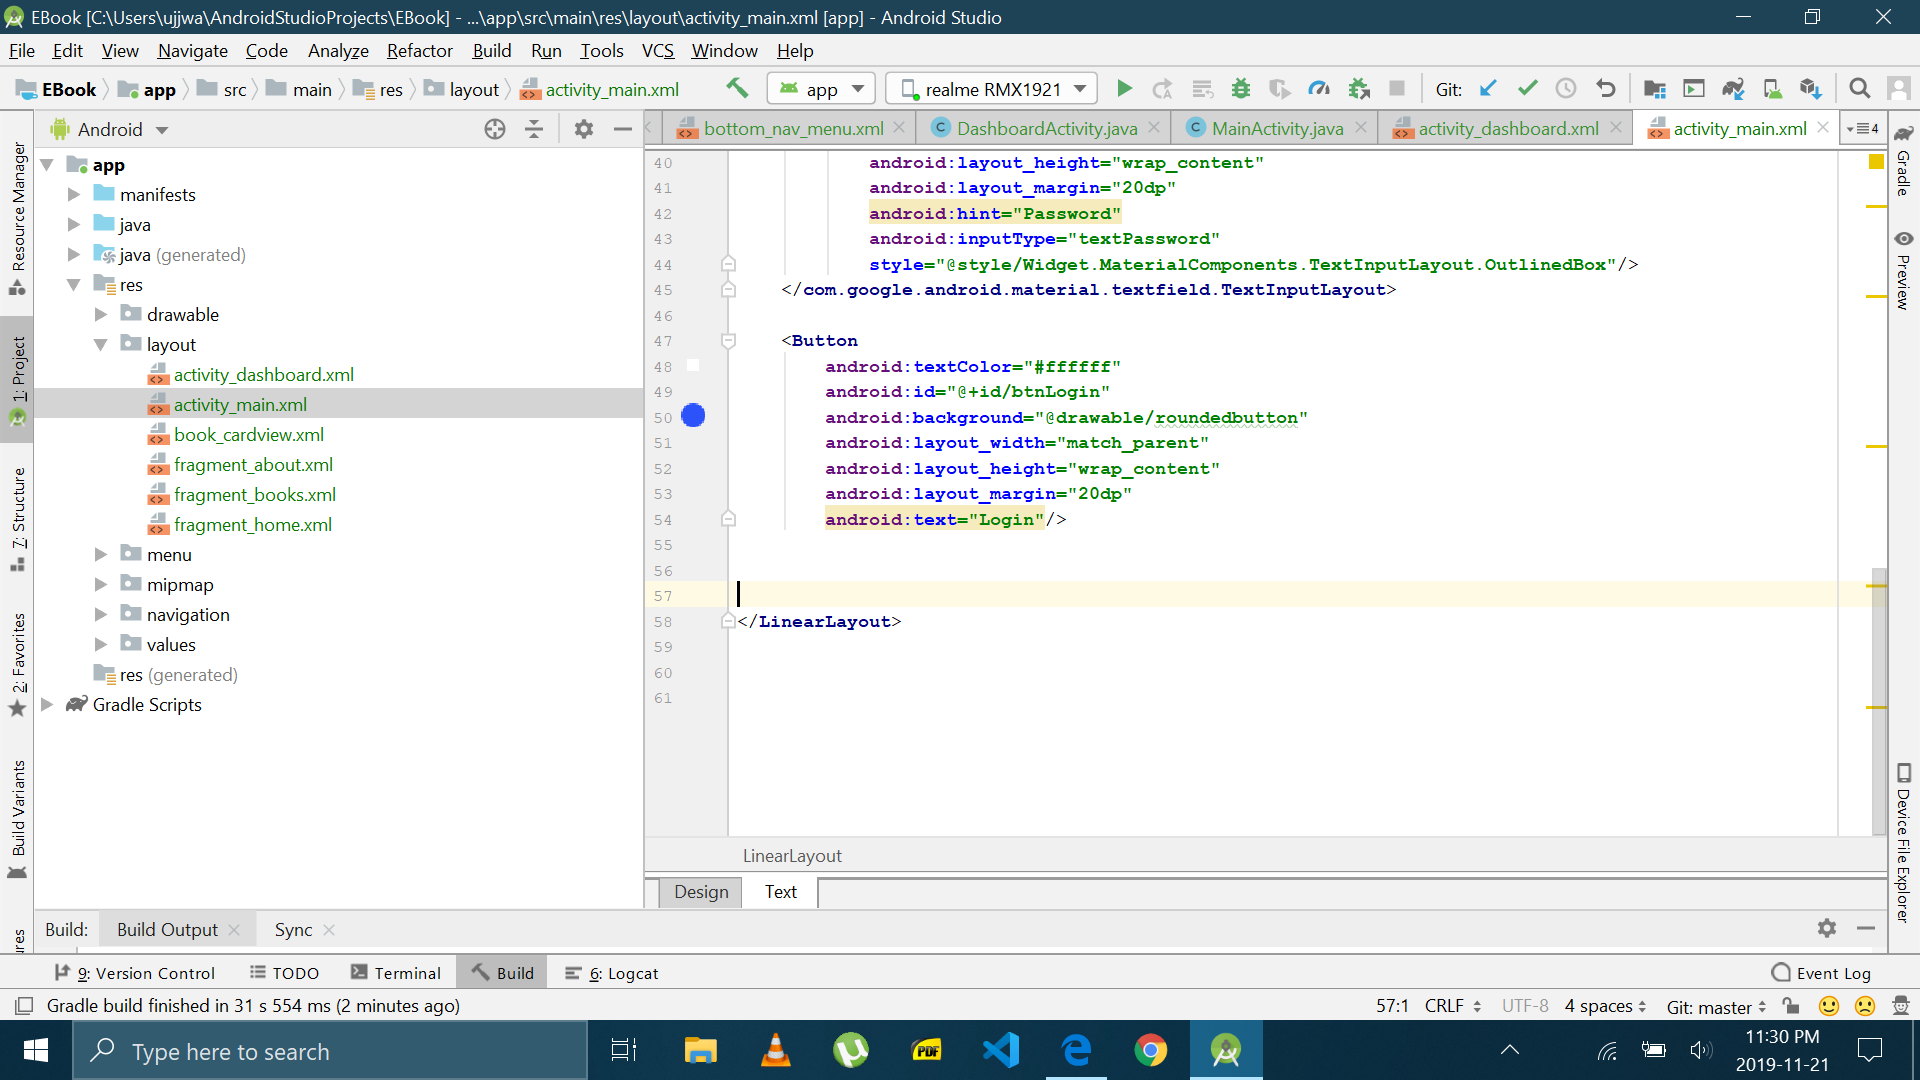 EBook [C:\Users\ujjwa\AndroidStudioProjects\EBook] - ...\app\src\main\res\layout\activity_main.xml [app] - Android Studio
File Edit View Navigate Code Analyze Refactor Build Run Tools VCS Window Help
EBook app src main res layout activity_main.xml app realme RMX1921 Git:
Android
bottom_nav_menu.xml DashboardActivity.java MainActivity.java activity_dashboard.xml activity_main.xml 4
app
manifests
java
java (generated)
res
drawable
layout
activity_dashboard.xml
activity_main.xml
book_cardview.xml
fragment_about.xml
fragment_books.xml
fragment_home.xml
menu
mipmap
navigation
values
res (generated)
Gradle Scripts
Resource Manager
1: Project
7: Structure
2: Favorites
Build Variants
ures
40 android:layout_height="wrap_content"
41 android:layout_margin="20dp"
42 android:hint="Password"
43 android:inputType="textPassword"
44 style="@style/Widget.MaterialComponents.TextInputLayout.OutlinedBox"/>
45 </com.google.android.material.textfield.TextInputLayout>
46
47 <Button
48 android:textColor="#ffffff"
49 android:id="@+id/btnLogin"
50 android:background="@drawable/roundedbutton"
51 android:layout_width="match_parent"
52 android:layout_height="wrap_content"
53 android:layout_margin="20dp"
54 android:text="Login"/>
55
56
57
58 </LinearLayout>
59
60
61
LinearLayout
Design Text
Gradle
Preview
Device File Explorer
Build: Build Output Sync
9: Version Control TODO Terminal Build 6: Logcat Event Log
Gradle build finished in 31 s 554 ms (2 minutes ago) 57:1 CRLF UTF-8 4 spaces Git: master
Type here to search
PDF
11:30 PM
2019-11-21